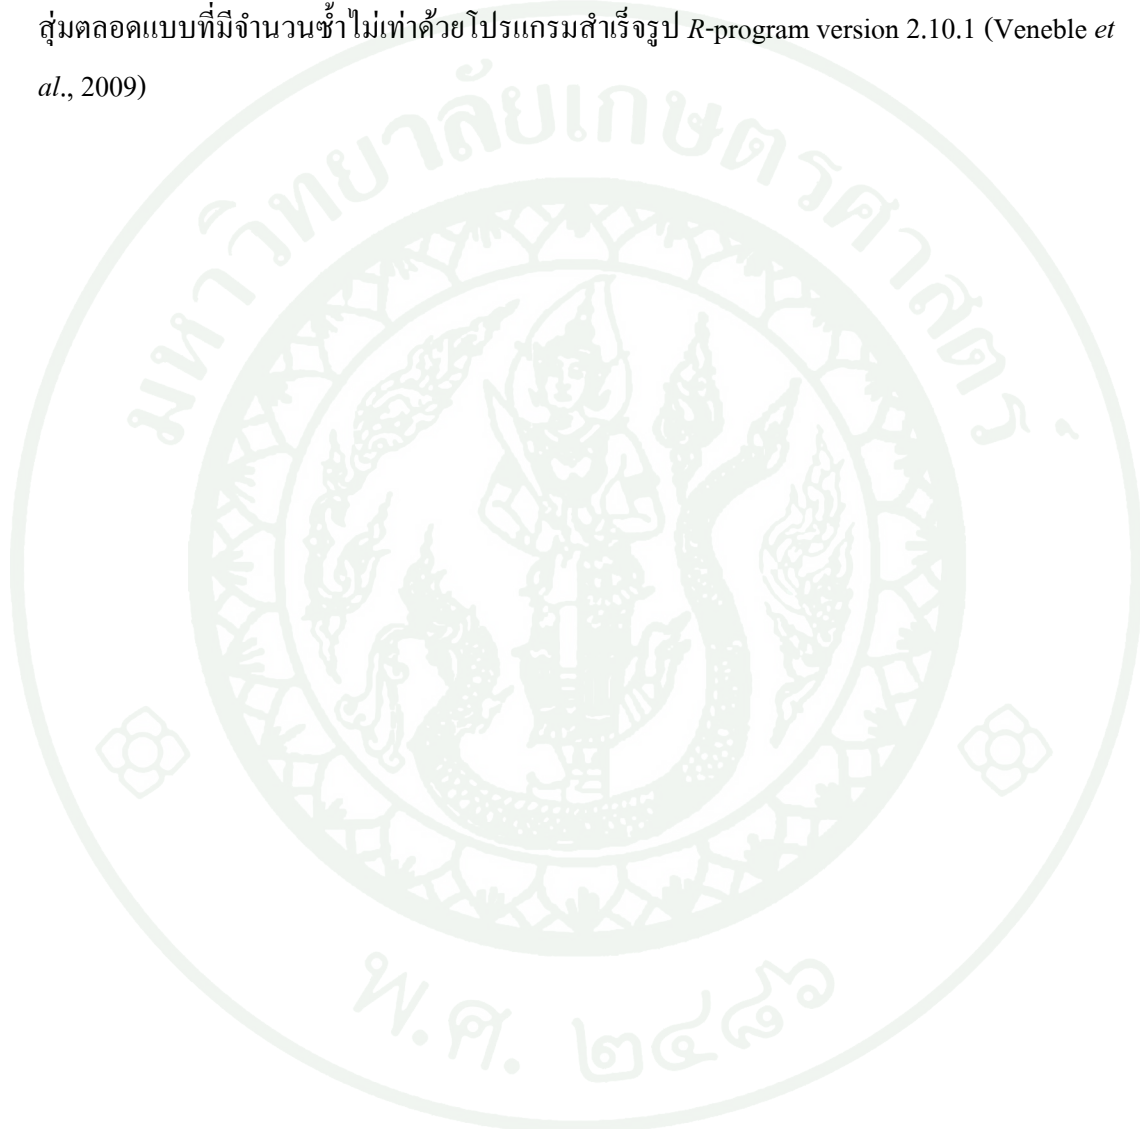 สุ่มตลอดแบบที่มีจำนวนซ้ำไม่เท่าด้วยโปรแกรมสำเร็จรูป R-program version 2.10.1 (Veneble et
al., 2009)
มหาวิทยาลัยเกษตรศาสตร์
พ.ศ. ๒๔๘๖